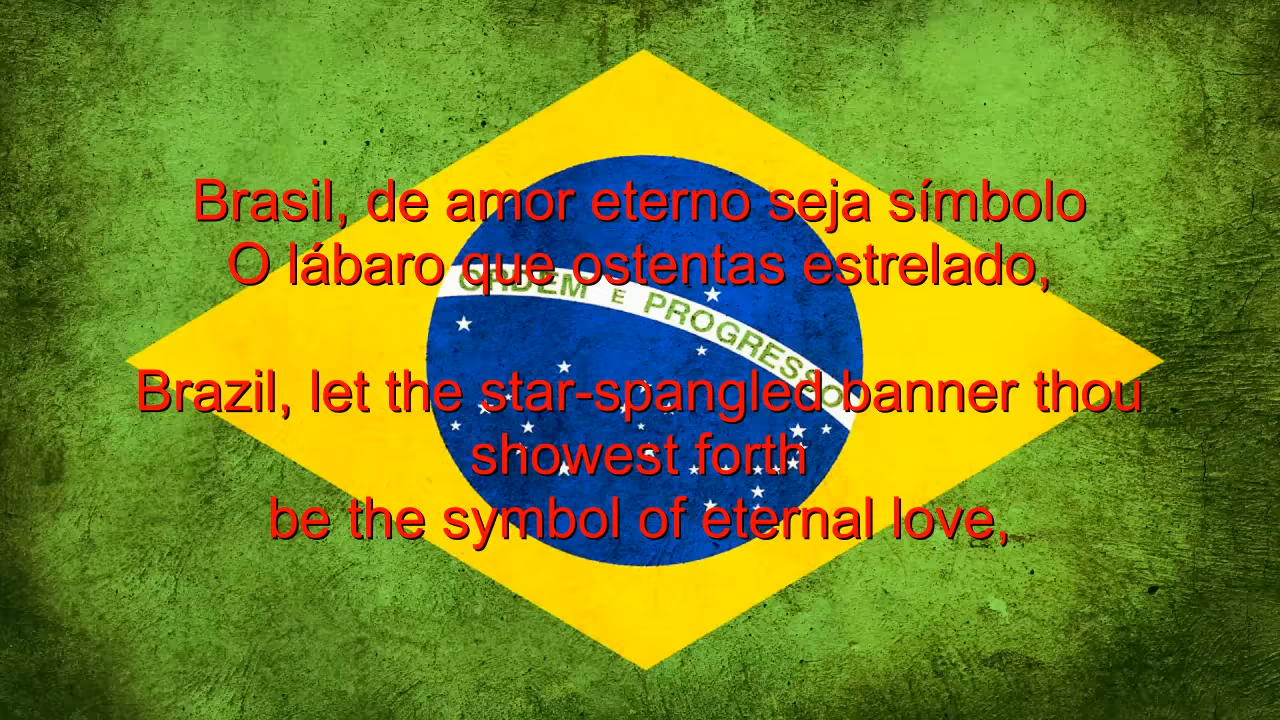 Brasil, de amor eterno seja símbolo
O lábaro que ostentas estrelado,
ORDEM E PROGRESSO
Brazil, let the star-spangled banner thou
showest forth
be the symbol of eternal love,